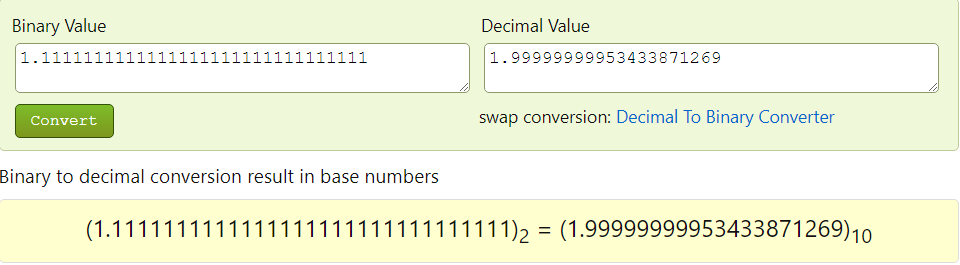 Binary Value Decimal Value
1.1111111111111111111111111111111 1.99999999953433871269
Convert swap conversion: Decimal To Binary Converter
Binary to decimal conversion result in base numbers
(1.1111111111111111111111111111111)₂ = (1.99999999953433871269)₁₀